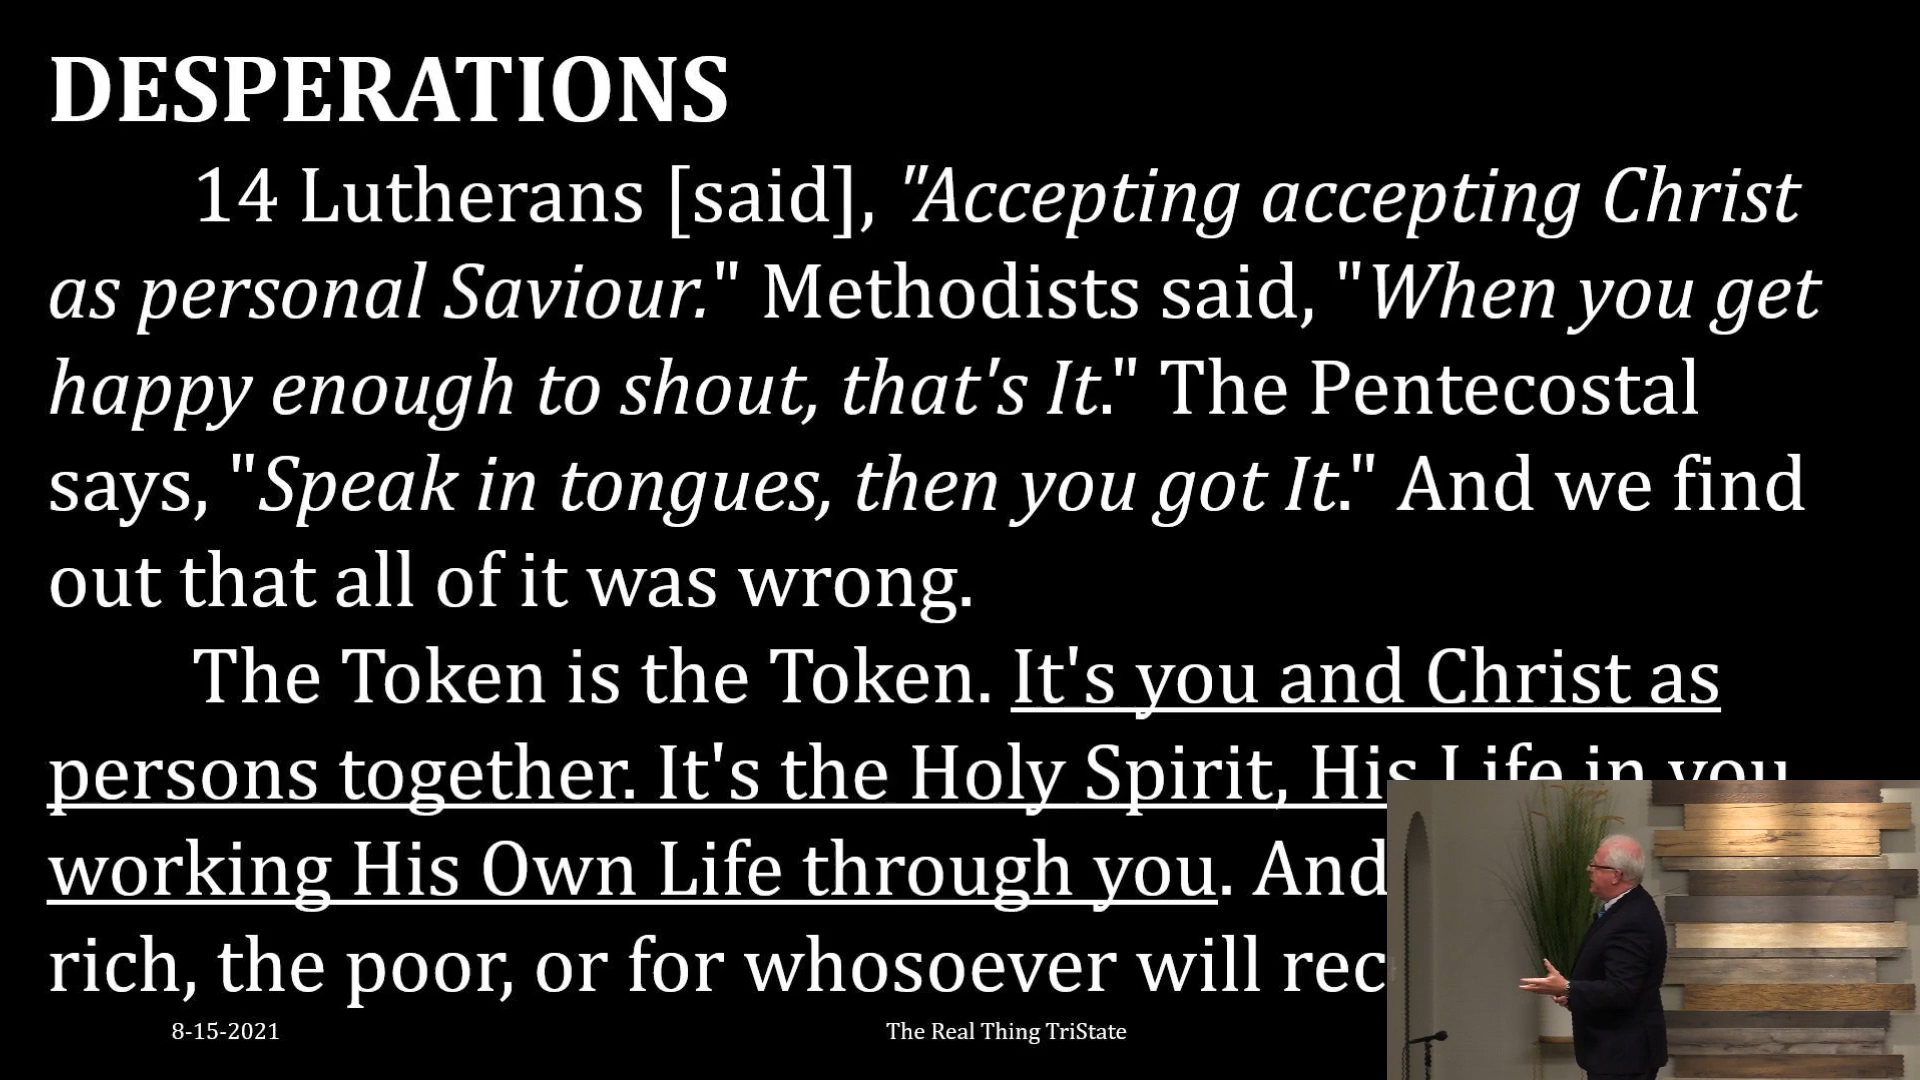 DESPERATIONS
14 Lutherans [said], "Accepting accepting Christ
as personal Saviour." Methodists said, "When you get
happy enough to shout, that's It." The Pentecostal
says, "Speak in tongues, then you got It." And we find
out that all of it was wrong.
The Token is the Token. It's you and Christ as
persons together. It's the Holy Spirit, His Life in you
working His Own Life through you. And
rich, the poor, or for whosoever will rec
8-15-2021
The Real Thing TriState